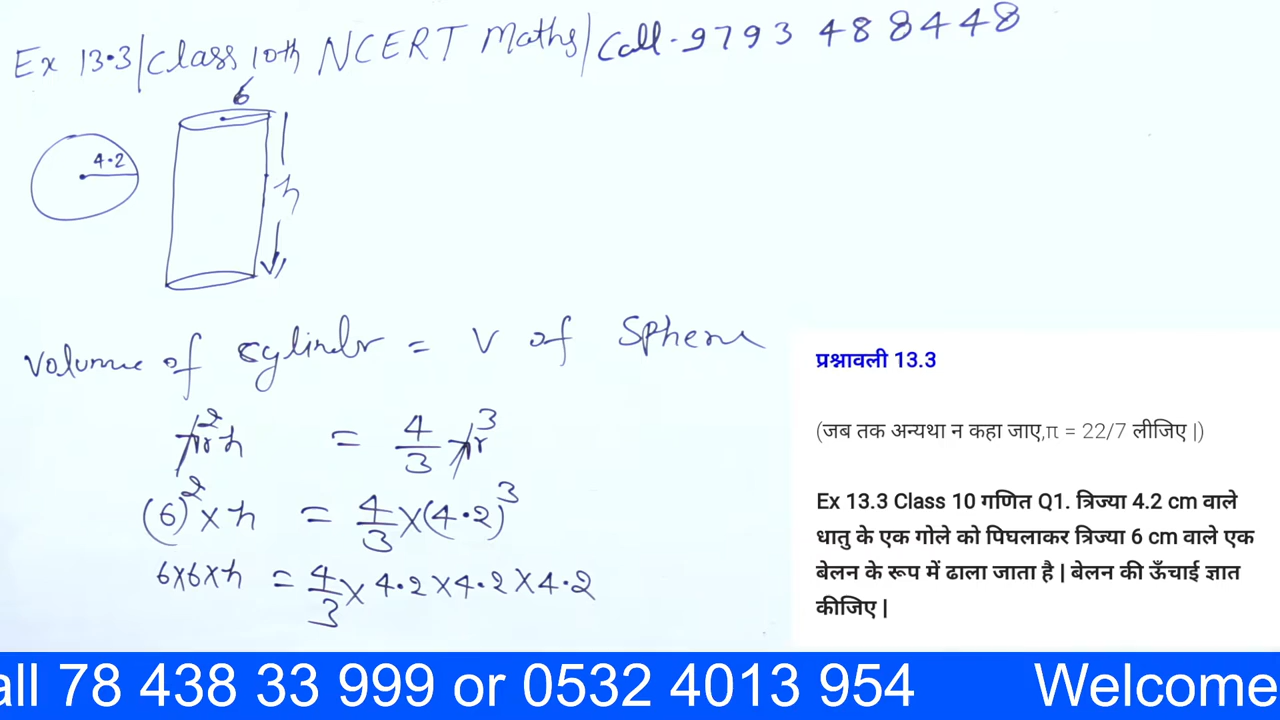 Ex 13.3/Class 10th NCERT Maths/Call-9793 488448
6
4.2
h
Volume of cylindr = V of Sphere
πr²h = 4/3 πr³
(6)² × h = 4/3 × (4.2)³
6×6×h = 4/3 × 4.2×4.2×4.2
प्रश्नावली 13.3
(जब तक अन्यथा न कहा जाए,π = 22/7 लीजिए |)
Ex 13.3 Class 10 गणित Q1. त्रिज्या 4.2 cm वाले
धातु के एक गोले को पिघलाकर त्रिज्या 6 cm वाले एक
बेलन के रूप में ढाला जाता है | बेलन की ऊँचाई ज्ञात
कीजिए |
all 78 438 33 999 or 0532 4013 954 Welcome